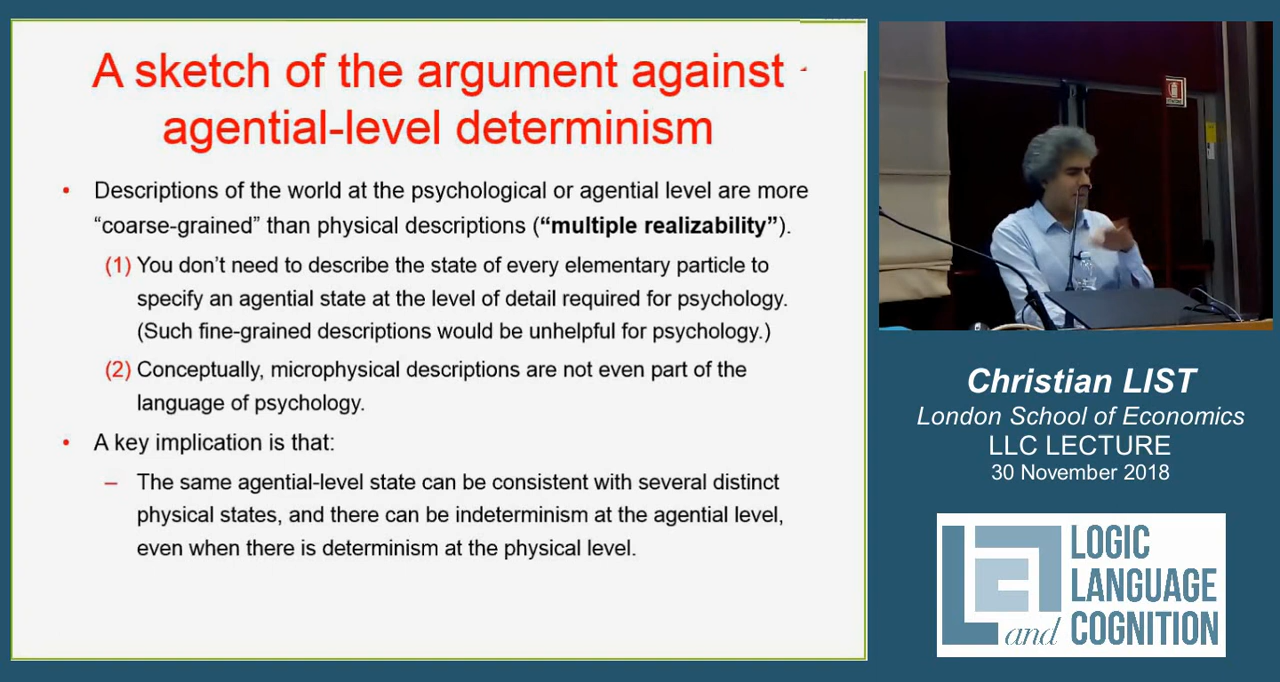 A sketch of the argument against
agential-level determinism
• Descriptions of the world at the psychological or agential level are more
“coarse-grained” than physical descriptions (“multiple realizability”).
(1) You don’t need to describe the state of every elementary particle to
specify an agential state at the level of detail required for psychology.
(Such fine-grained descriptions would be unhelpful for psychology.)
(2) Conceptually, microphysical descriptions are not even part of the
language of psychology.
• A key implication is that:
– The same agential-level state can be consistent with several distinct
physical states, and there can be indeterminism at the agential level,
even when there is determinism at the physical level.
Christian LIST
London School of Economics
LLC LECTURE
30 November 2018
LOGIC
LANGUAGE
and COGNITION